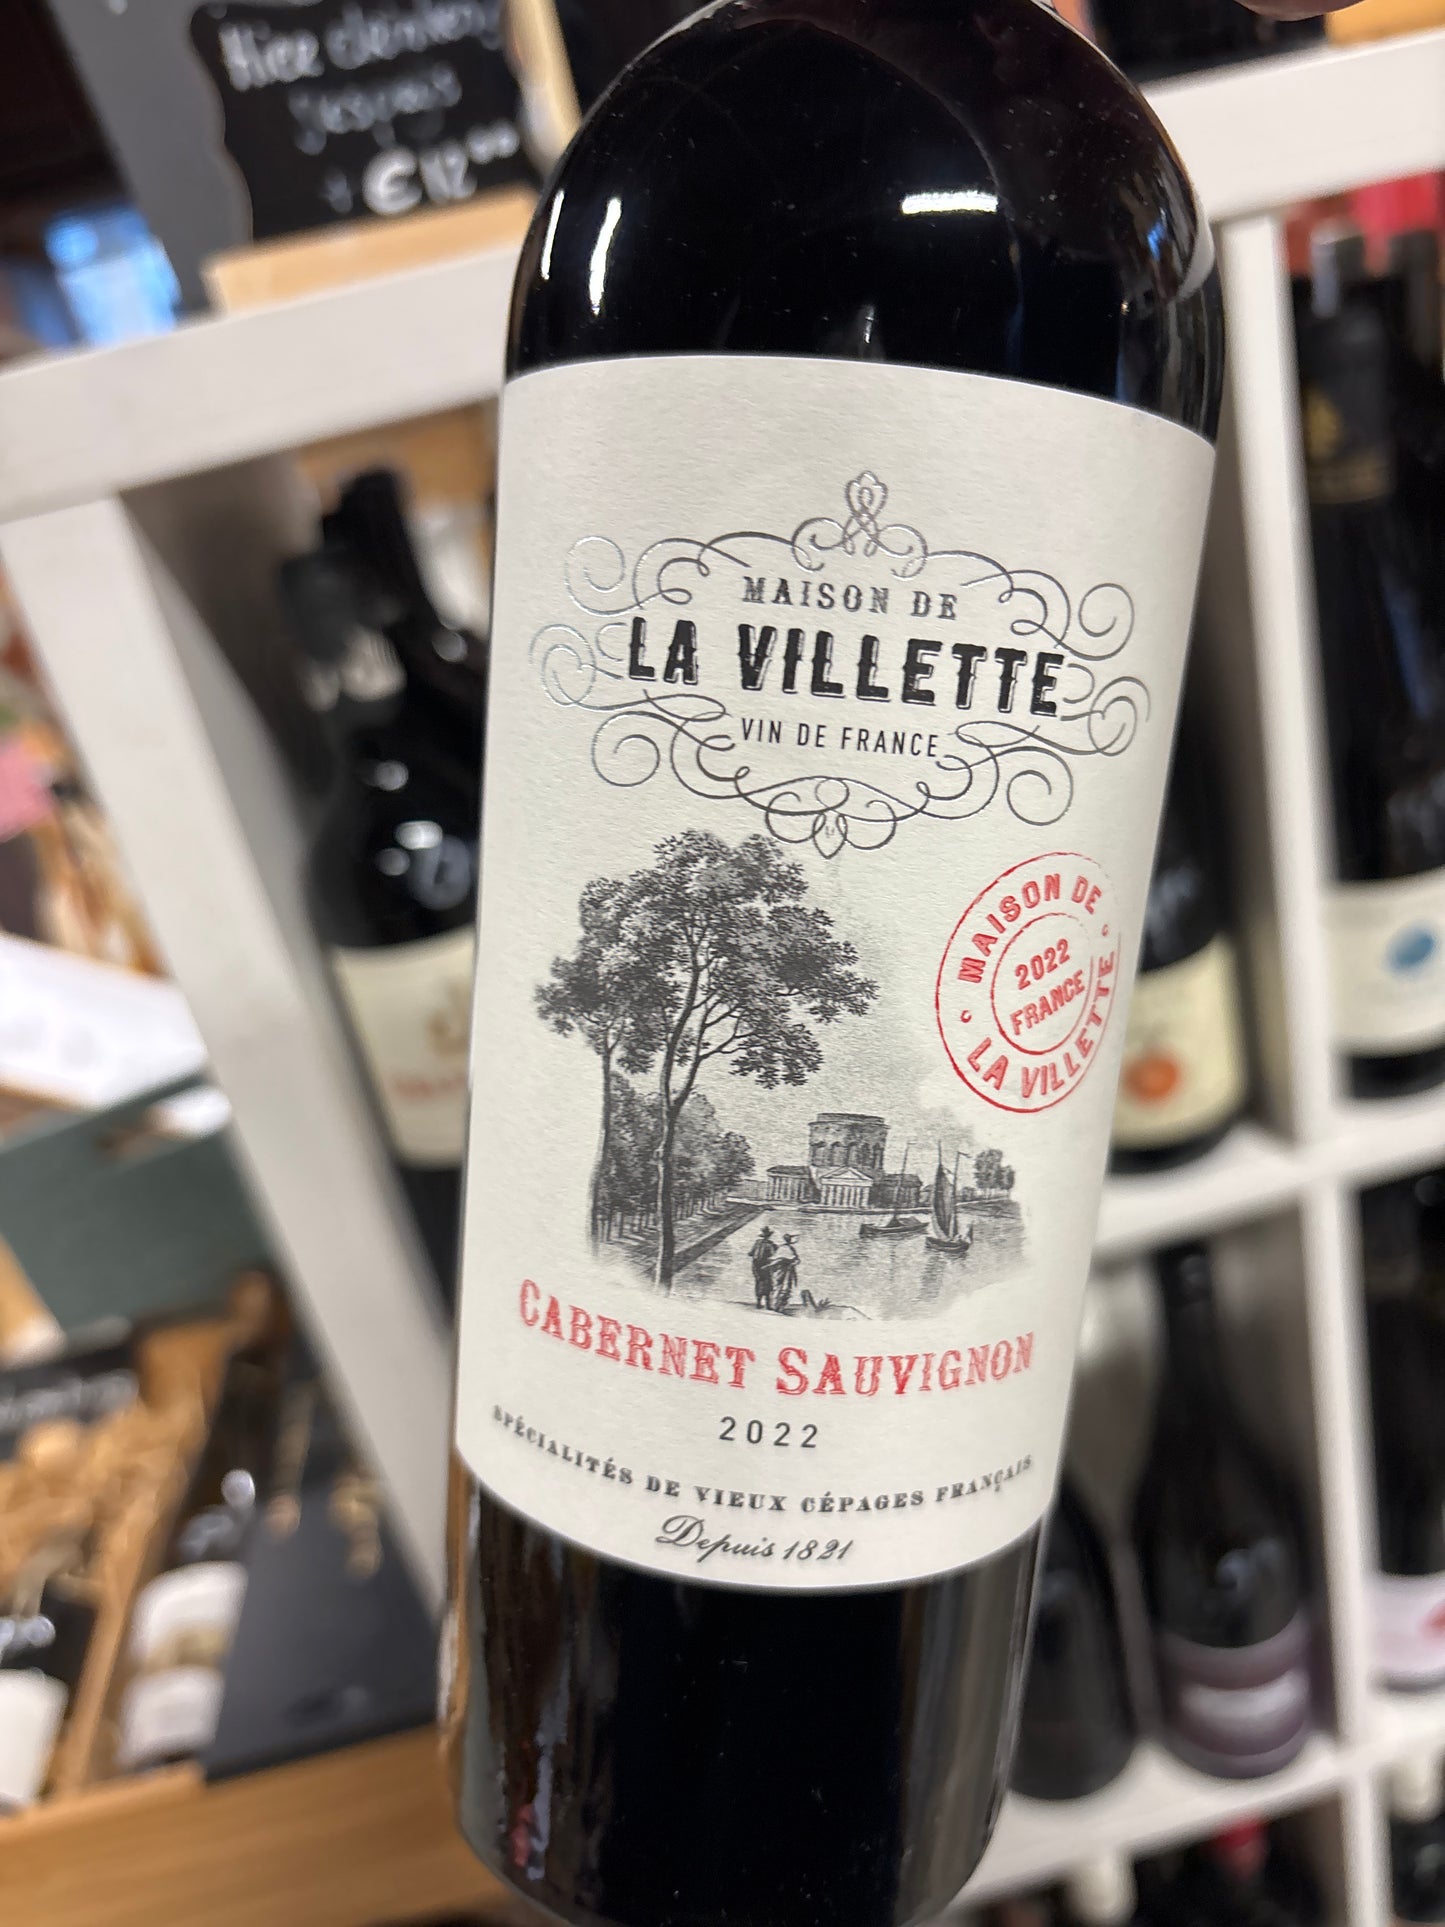 €12
MAISON DE
LA VILLETTE
VIN DE FRANCE
MAISON DE
2022
FRANCE
LA VILLETTE
CABERNET SAUVIGNON
2022
SPÉCIALITÉS DE VIEUX CÉPAGES FRANÇAIS
Depuis 1821